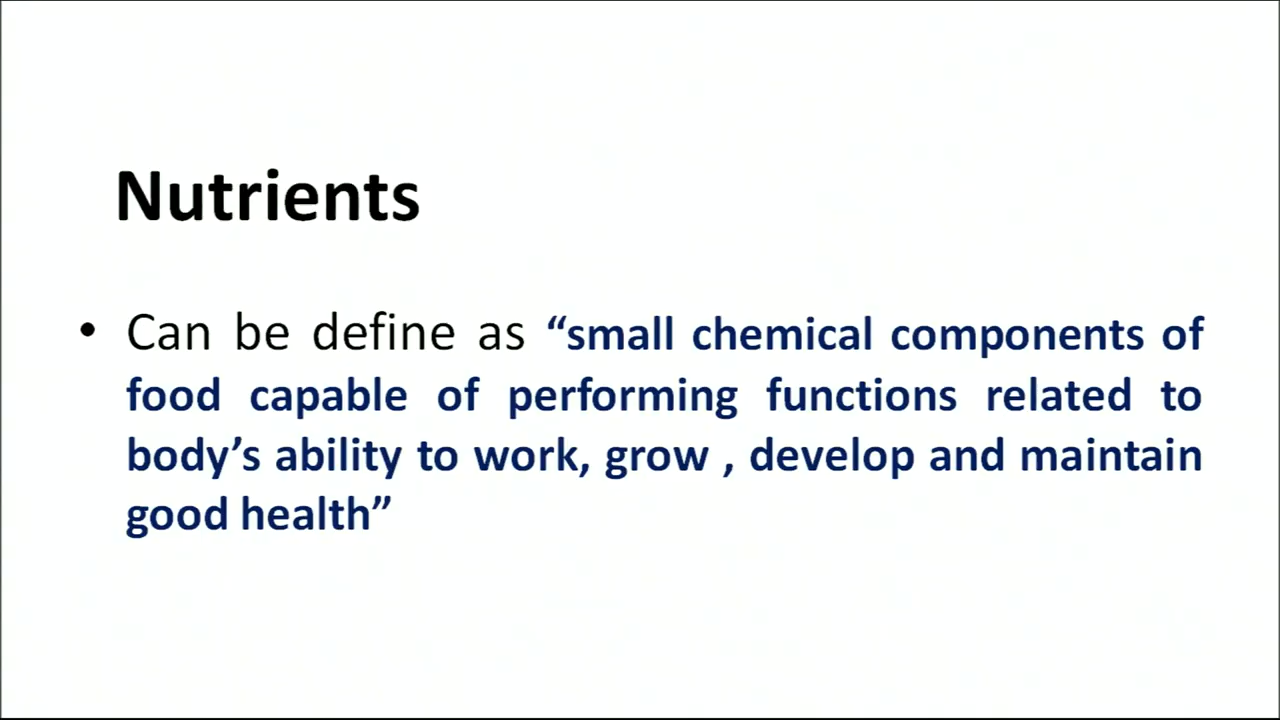 Nutrients
• Can be define as “small chemical components of
food capable of performing functions related to
body’s ability to work, grow , develop and maintain
good health”